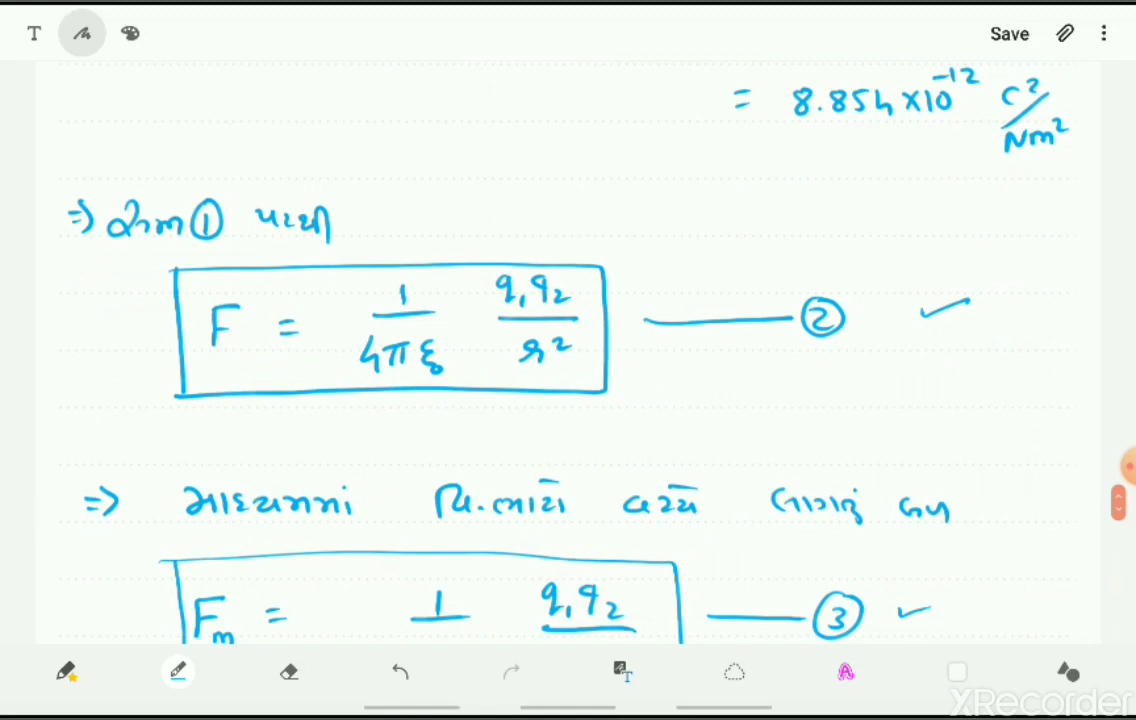 T Save
= 8.854 × 10⁻¹² C²/Nm²
⇒ સમી ① પરથી
F = 1/4πε₀ q₁q₂/r² —— ② ✓
⇒ માધ્યમમાં વિ.ભારો વચ્ચે લાગતું બળ
Fm = 1 q₁q₂ —— ③ ✓
T A
XRecorder